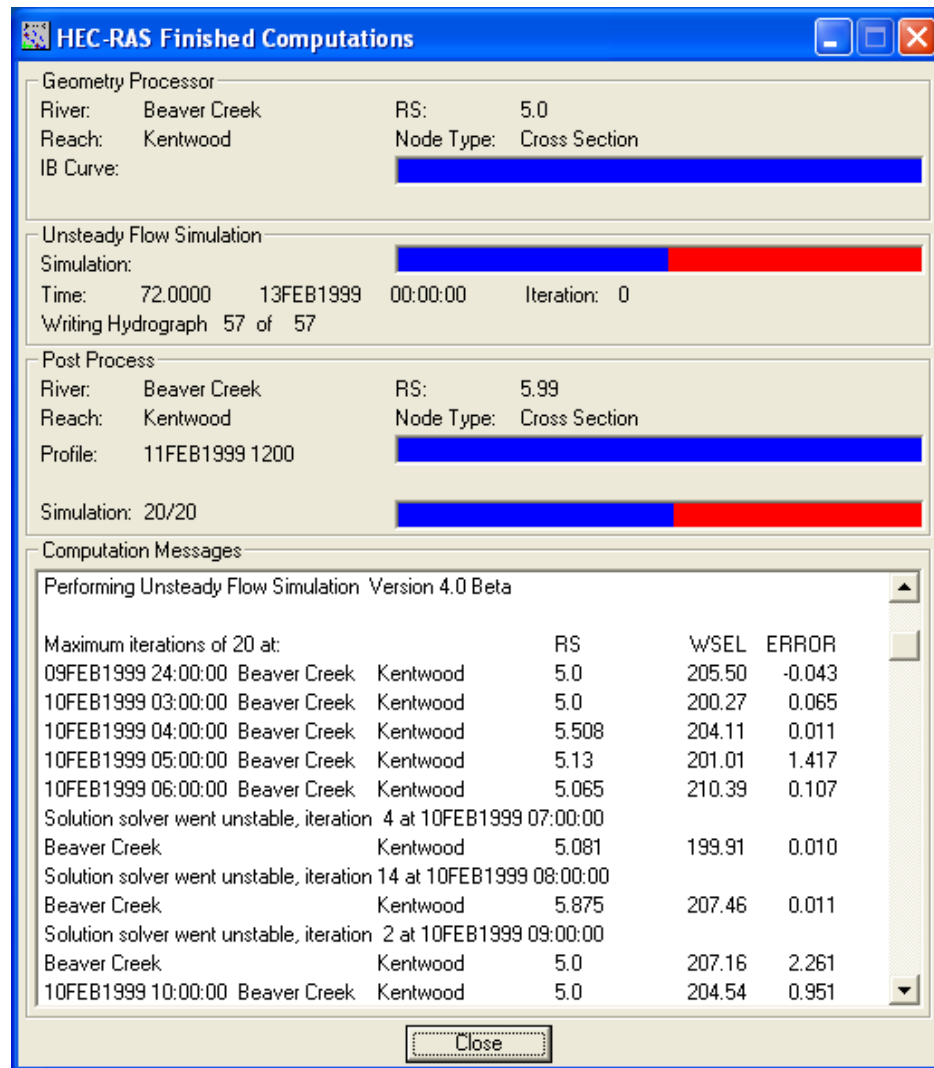 HEC-RAS Finished Computations
Geometry Processor
River: Beaver Creek RS: 5.0
Reach: Kentwood Node Type: Cross Section
IB Curve:
Unsteady Flow Simulation
Simulation:
Time: 72.0000 13FEB1999 00:00:00 Iteration: 0
Writing Hydrograph 57 of 57
Post Process
River: Beaver Creek RS: 5.99
Reach: Kentwood Node Type: Cross Section
Profile: 11FEB1999 1200
Simulation: 20/20
Computation Messages
Performing Unsteady Flow Simulation Version 4.0 Beta
Maximum iterations of 20 at: RS WSEL ERROR
09FEB1999 24:00:00 Beaver Creek Kentwood 5.0 205.50 -0.043
10FEB1999 03:00:00 Beaver Creek Kentwood 5.0 200.27 0.065
10FEB1999 04:00:00 Beaver Creek Kentwood 5.508 204.11 0.011
10FEB1999 05:00:00 Beaver Creek Kentwood 5.13 201.01 1.417
10FEB1999 06:00:00 Beaver Creek Kentwood 5.065 210.39 0.107
Solution solver went unstable, iteration 4 at 10FEB1999 07:00:00
Beaver Creek Kentwood 5.081 199.91 0.010
Solution solver went unstable, iteration 14 at 10FEB1999 08:00:00
Beaver Creek Kentwood 5.875 207.46 0.011
Solution solver went unstable, iteration 2 at 10FEB1999 09:00:00
Beaver Creek Kentwood 5.0 207.16 2.261
10FEB1999 10:00:00 Beaver Creek Kentwood 5.0 204.54 0.951
Close